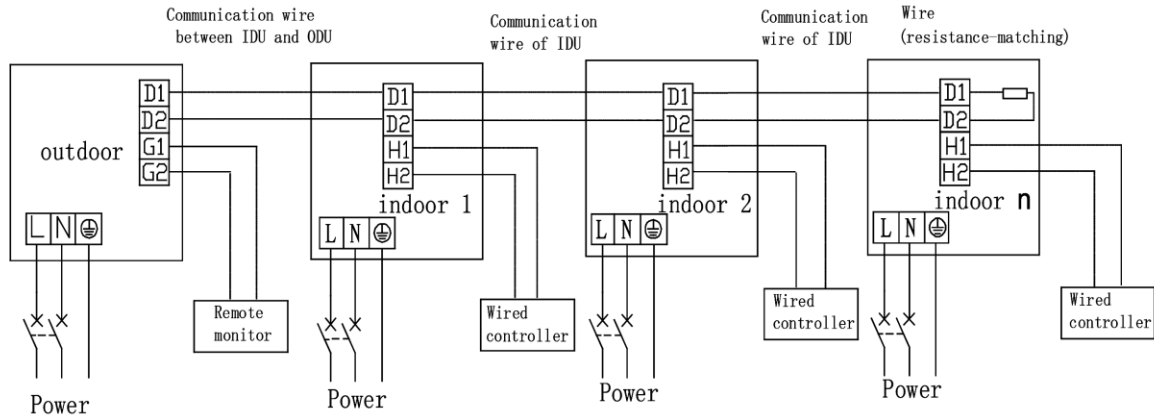 Communication wire
between IDU and ODU
Communication
wire of IDU
Communication
wire of IDU
Wire
(resistance-matching)
D1
D2
G1
G2
outdoor
L N
Remote
monitor
Power
D1
D2
H1
H2
indoor 1
L N
Wired
controller
Power
D1
D2
H1
H2
indoor 2
L N
Wired
controller
Power
D1
D2
H1
H2
indoor n
L N
Wired
controller
Power